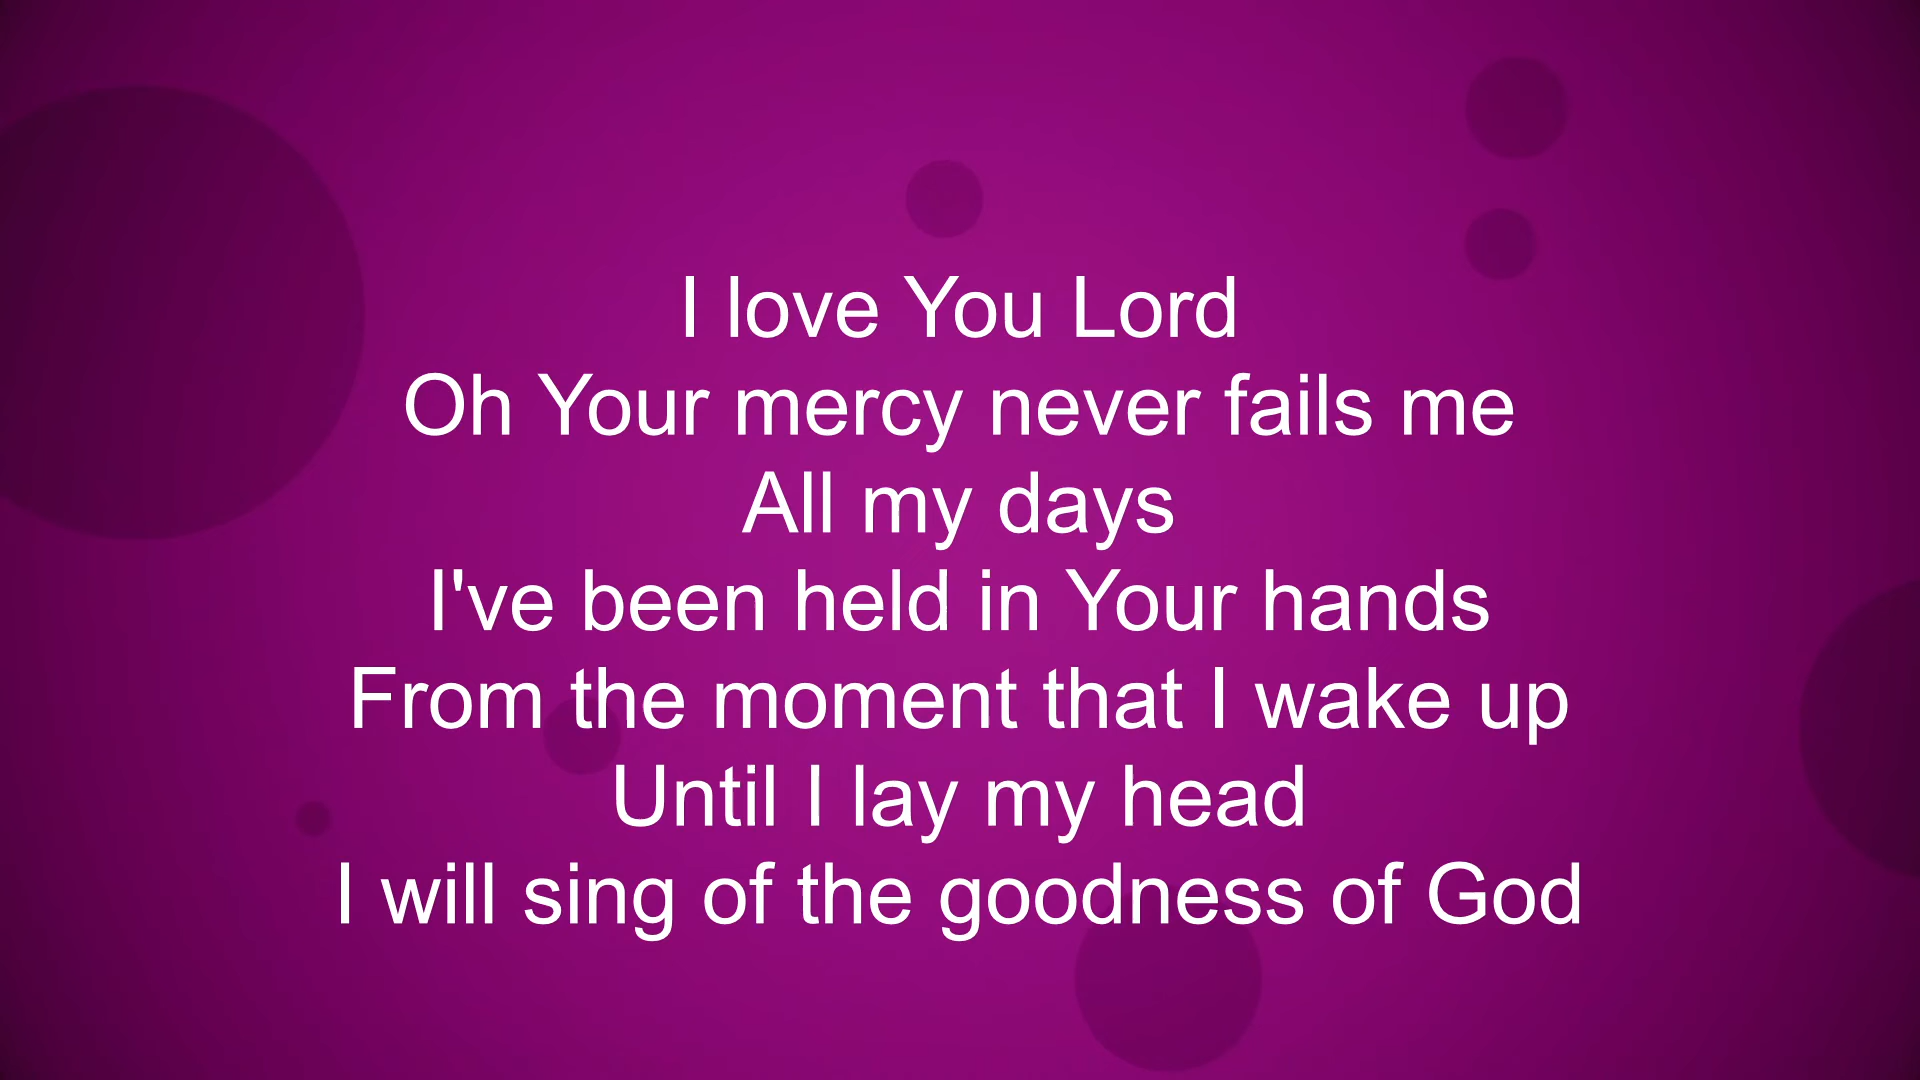 I love You Lord
Oh Your mercy never fails me
All my days
I've been held in Your hands
From the moment that I wake up
Until I lay my head
I will sing of the goodness of God